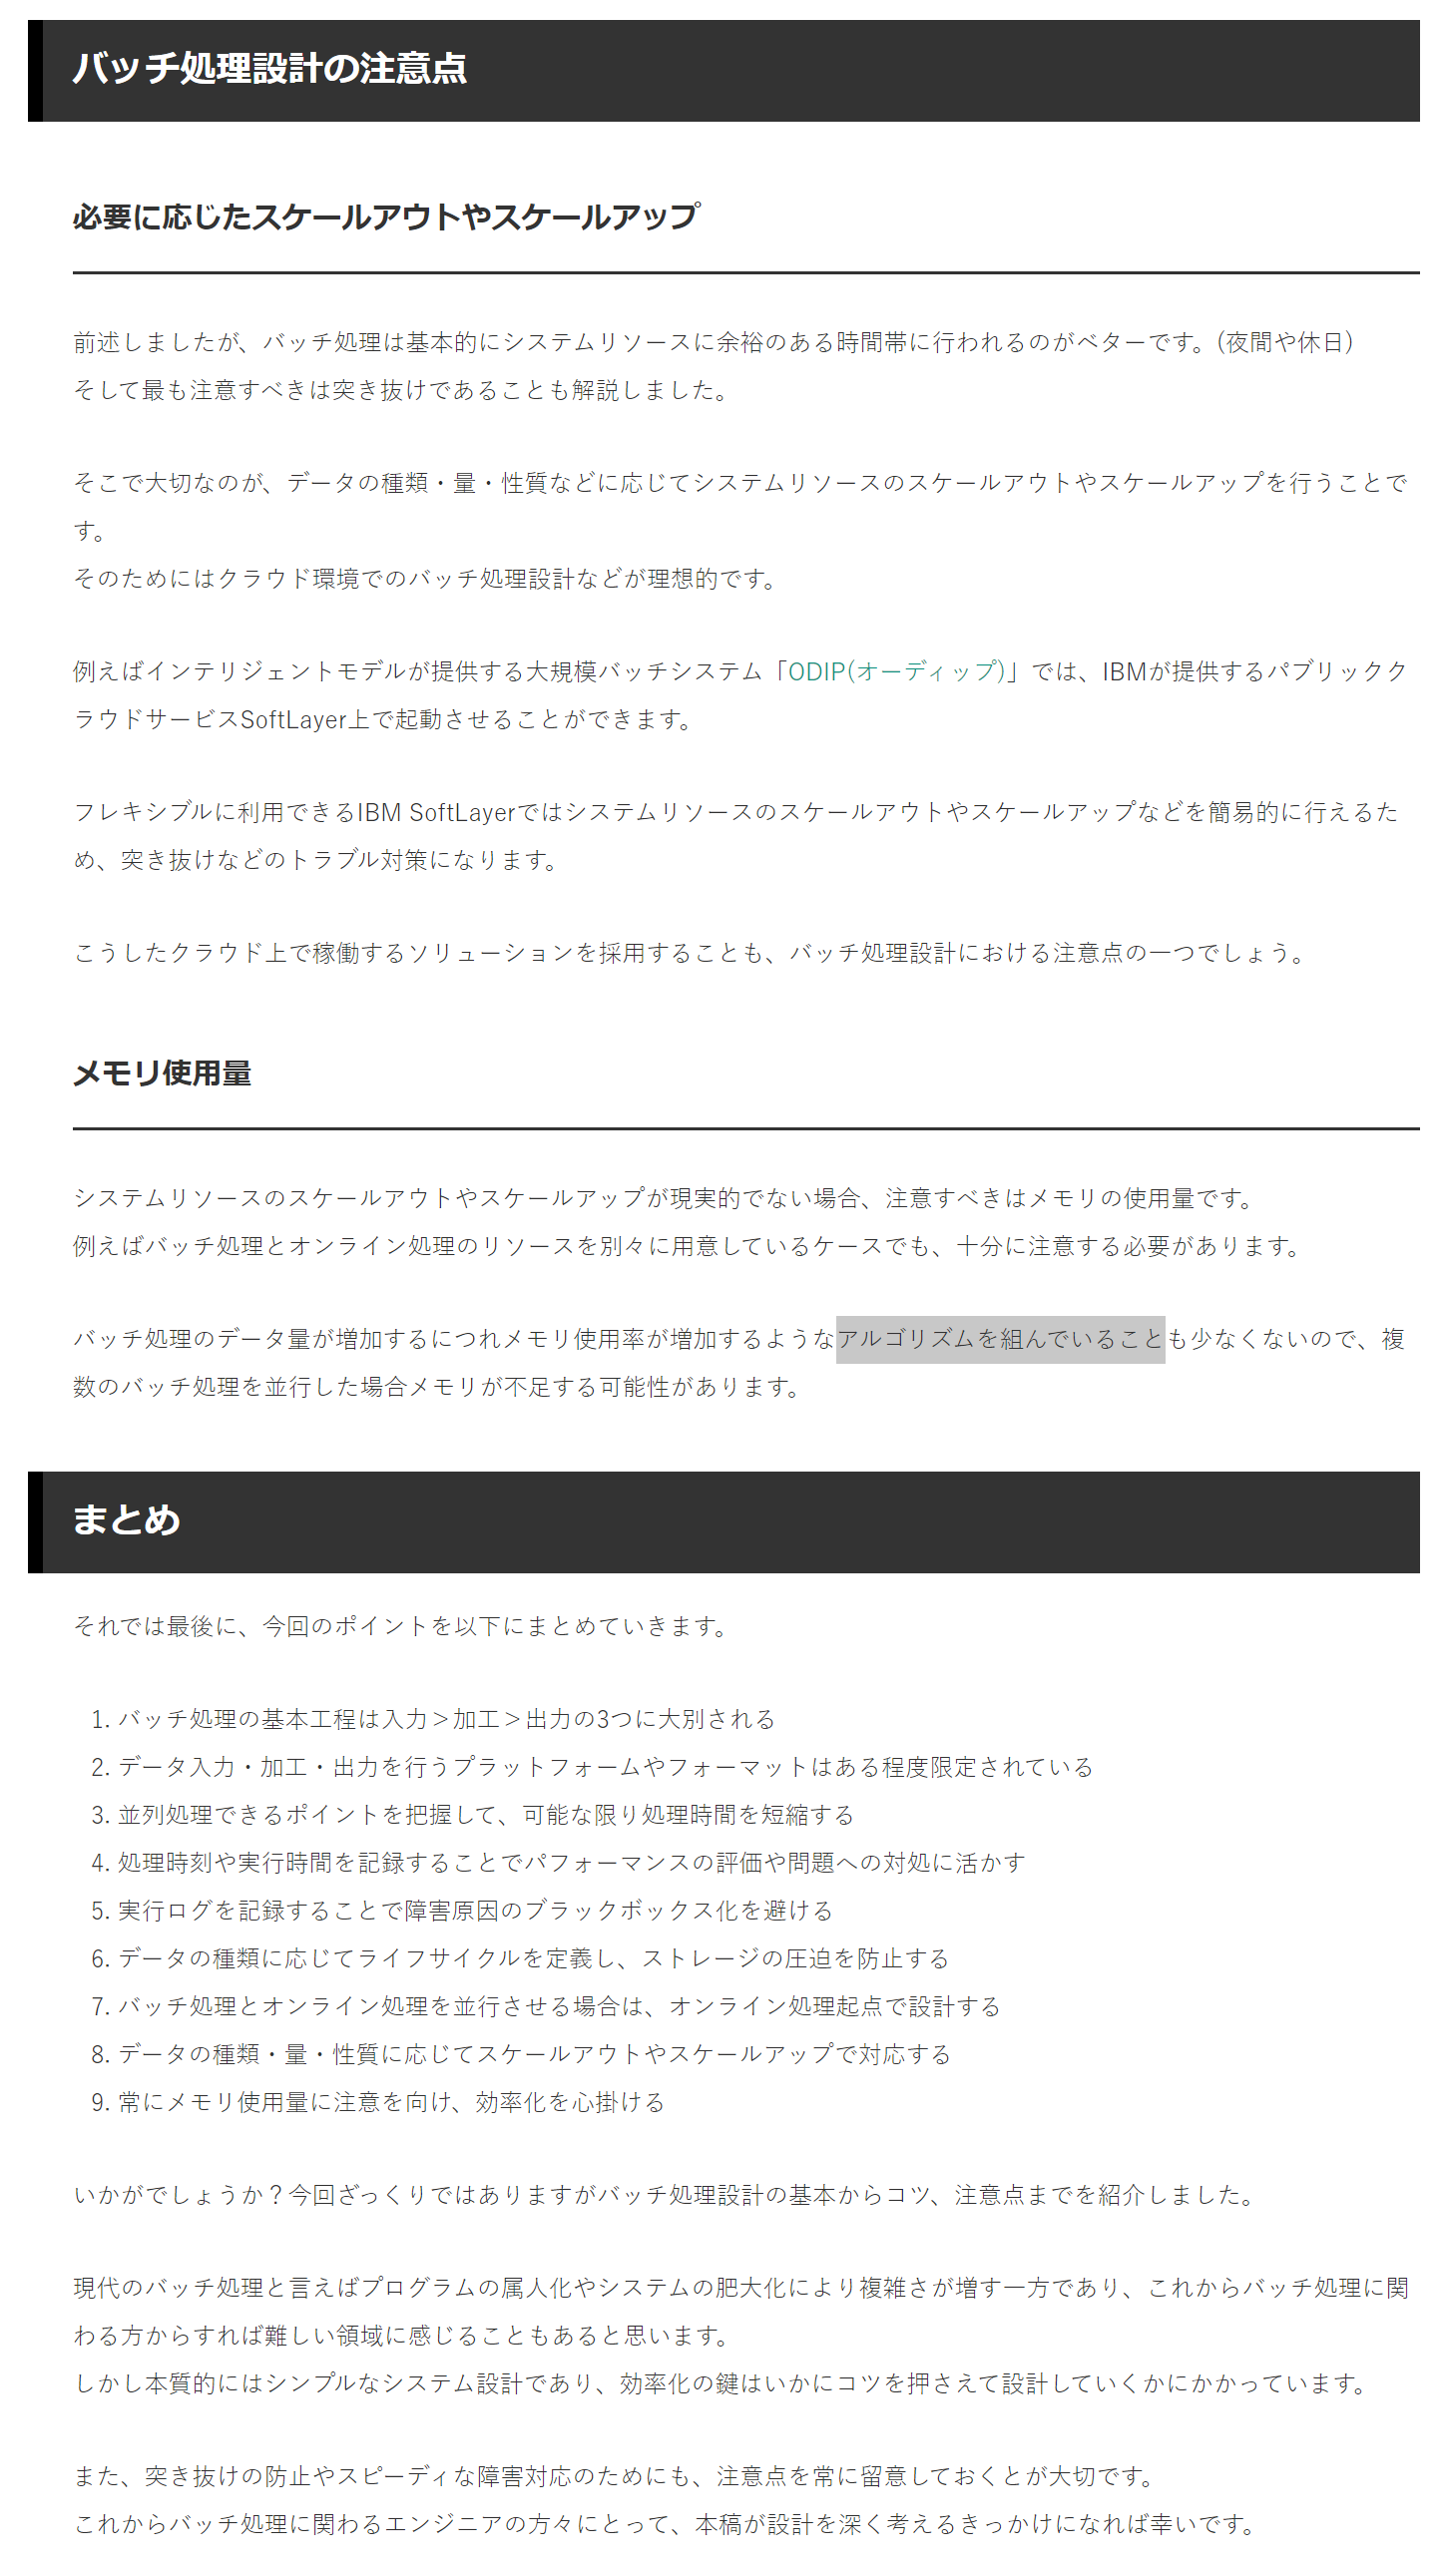 バッチ処理設計の注意点
必要に応じたスケールアウトやスケールアップ
前述しましたが、バッチ処理は基本的にシステムリソースに余裕のある時間帯に行われるのがベターです。(夜間や休日)
そして最も注意すべきは突き抜けであることも解説しました。
そこで大切なのが、データの種類・量・性質などに応じてシステムリソースのスケールアウトやスケールアップを行うことで
す。
そのためにはクラウド環境でのバッチ処理設計などが理想的です。
例えばインテリジェントモデルが提供する大規模バッチシステム「ODIP(オーディップ)」では、IBMが提供するパブリックク
ラウドサービスSoftLayer上で起動させることができます。
フレキシブルに利用できるIBM SoftLayerではシステムリソースのスケールアウトやスケールアップなどを簡易的に行えるた
め、突き抜けなどのトラブル対策になります。
こうしたクラウド上で稼働するソリューションを採用することも、バッチ処理設計における注意点の一つでしょう。
メモリ使用量
システムリソースのスケールアウトやスケールアップが現実的でない場合、注意すべきはメモリの使用量です。
例えばバッチ処理とオンライン処理のリソースを別々に用意しているケースでも、十分に注意する必要があります。
バッチ処理のデータ量が増加するにつれメモリ使用率が増加するようなアルゴリズムを組んでいることも少なくないので、複
数のバッチ処理を並行した場合メモリが不足する可能性があります。
まとめ
それでは最後に、今回のポイントを以下にまとめていきます。
1. バッチ処理の基本工程は入力＞加工＞出力の3つに大別される
2. データ入力・加工・出力を行うプラットフォームやフォーマットはある程度限定されている
3. 並列処理できるポイントを把握して、可能な限り処理時間を短縮する
4. 処理時刻や実行時間を記録することでパフォーマンスの評価や問題への対処に活かす
5. 実行ログを記録することで障害原因のブラックボックス化を避ける
6. データの種類に応じてライフサイクルを定義し、ストレージの圧迫を防止する
7. バッチ処理とオンライン処理を並行させる場合は、オンライン処理起点で設計する
8. データの種類・量・性質に応じてスケールアウトやスケールアップで対応する
9. 常にメモリ使用量に注意を向け、効率化を心掛ける
いかがでしょうか？今回ざっくりではありますがバッチ処理設計の基本からコツ、注意点までを紹介しました。
現代のバッチ処理と言えばプログラムの属人化やシステムの肥大化により複雑さが増す一方であり、これからバッチ処理に関
わる方からすれば難しい領域に感じることもあると思います。
しかし本質的にはシンプルなシステム設計であり、効率化の鍵はいかにコツを押さえて設計していくかにかかっています。
また、突き抜けの防止やスピーディな障害対応のためにも、注意点を常に留意しておくとが大切です。
これからバッチ処理に関わるエンジニアの方々にとって、本稿が設計を深く考えるきっかけになれば幸いです。